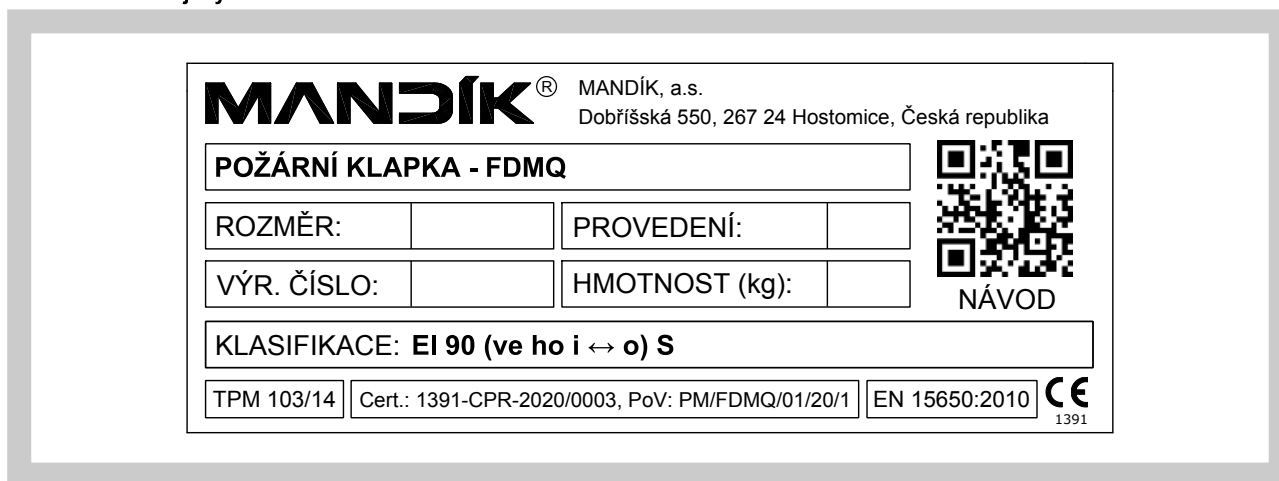 MANDÍK®
MANDÍK, a.s.
Dobříšská 550, 267 24 Hostomice, Česká republika
POŽÁRNÍ KLAPKA - FDMQ
ROZMĚR: PROVEDENÍ:
VÝR. ČÍSLO: HMOTNOST (kg):
NÁVOD
KLASIFIKACE: EI 90 (ve ho i ↔ o) S
TPM 103/14 Cert.: 1391-CPR-2020/0003, PoV: PM/FDMQ/01/20/1 EN 15650:2010 CE
1391